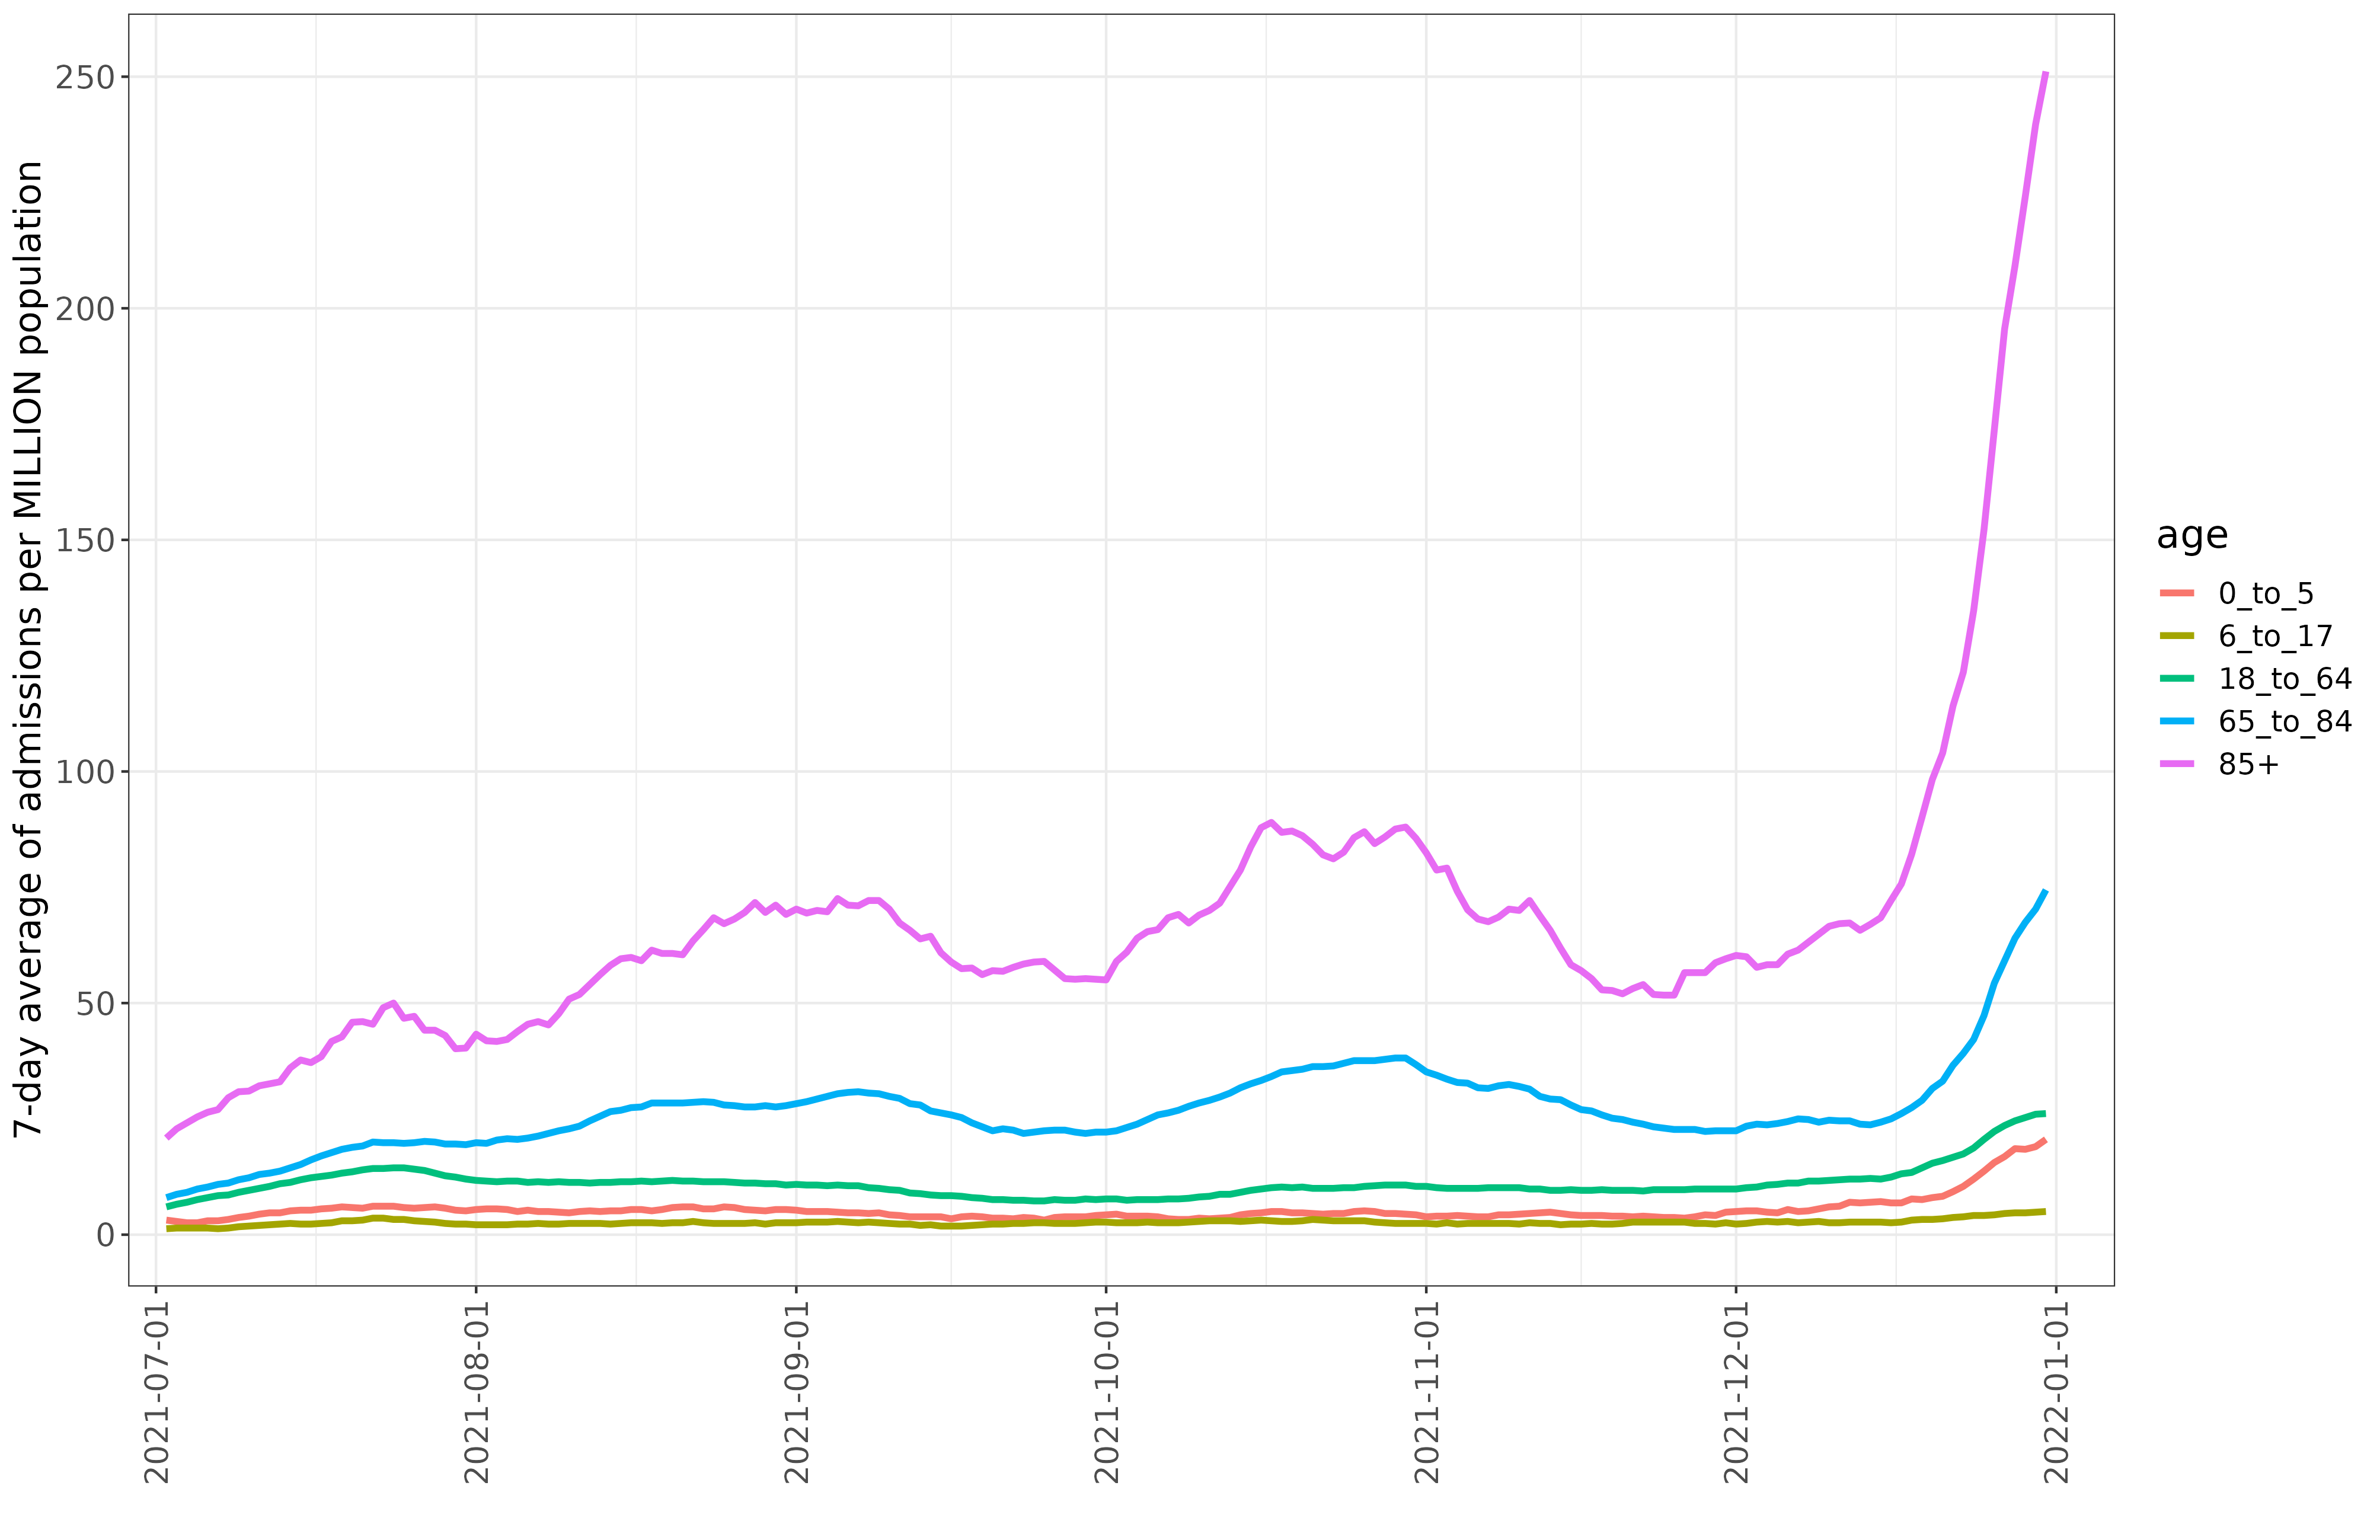 7-day average of admissions per MILLION population
250
200
150
100
50
0
2021-07-01
2021-08-01
2021-09-01
2021-10-01
2021-11-01
2021-12-01
2022-01-01
age
0_to_5
6_to_17
18_to_64
65_to_84
85+